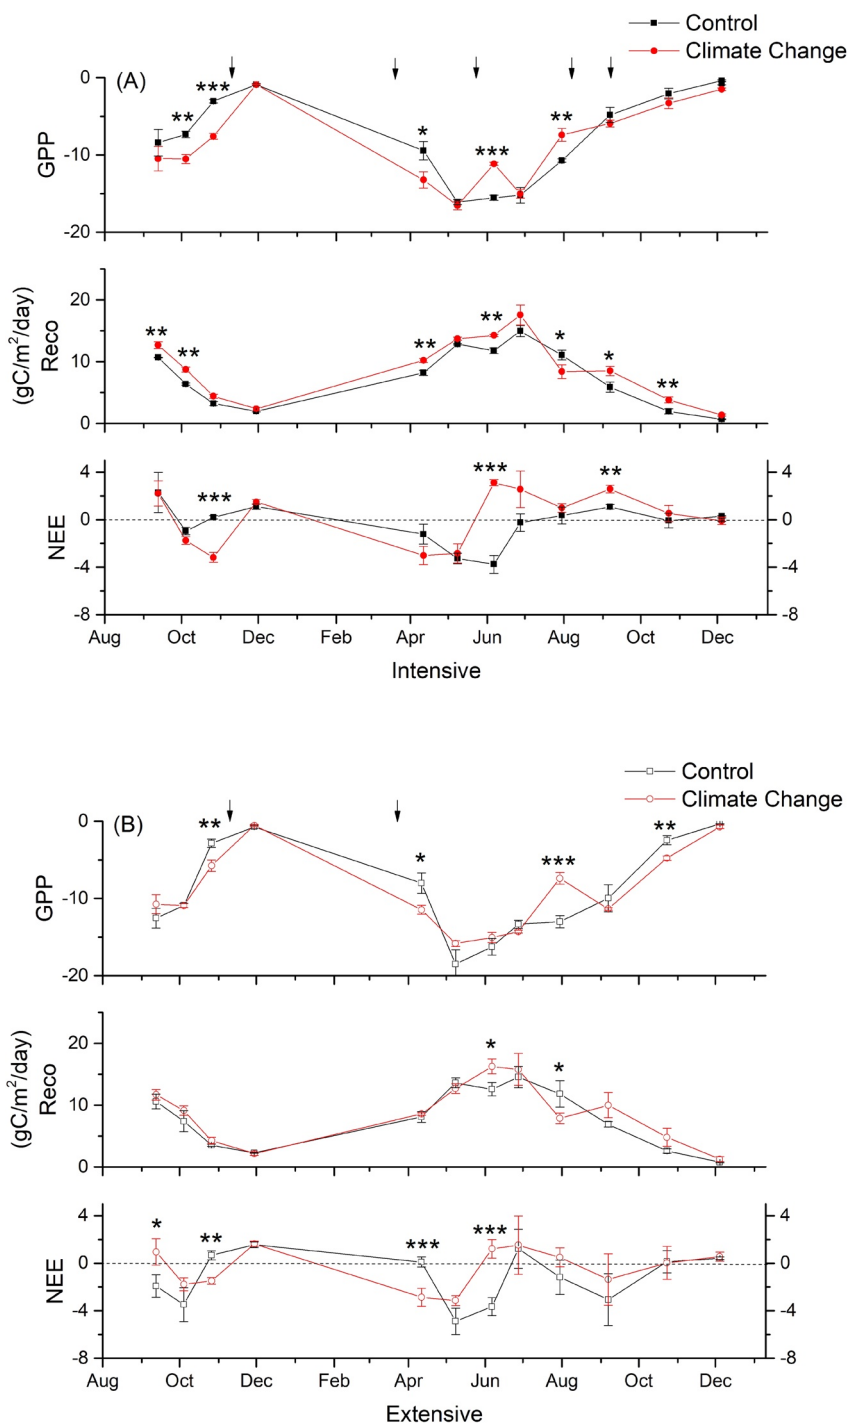 Control
Climate Change
(A)
0
-10
-20
GPP
***
**
*
***
**
20
10
0
(gC/m²/day)
Reco
**
**
**
**
*
*
**
4
0
-4
-8
NEE
***
***
**
4
0
-4
-8
Aug Oct Dec Feb Apr Jun Aug Oct Dec
Intensive
Control
Climate Change
(B)
0
-10
-20
GPP
**
*
***
**
20
10
0
(gC/m²/day)
Reco
*
*
4
0
-4
-8
NEE
*
**
***
***
4
0
-4
-8
Aug Oct Dec Feb Apr Jun Aug Oct Dec
Extensive